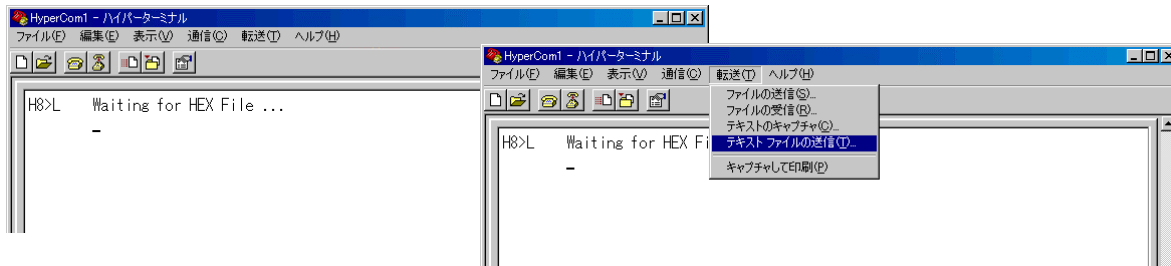 HyperCom1 - ハイパーターミナル
ファイル(F) 編集(E) 表示(V) 通信(C) 転送(T) ヘルプ(H)
H8>L Waiting for HEX File ...
HyperCom1 - ハイパーターミナル
ファイル(F) 編集(E) 表示(V) 通信(C) 転送(T) ヘルプ(H)
ファイルの送信(S)...
ファイルの受信(R)...
テキストのキャプチャ(C)...
テキスト ファイルの送信(T)...
キャプチャして印刷(P)
H8>L Waiting for HEX Fi